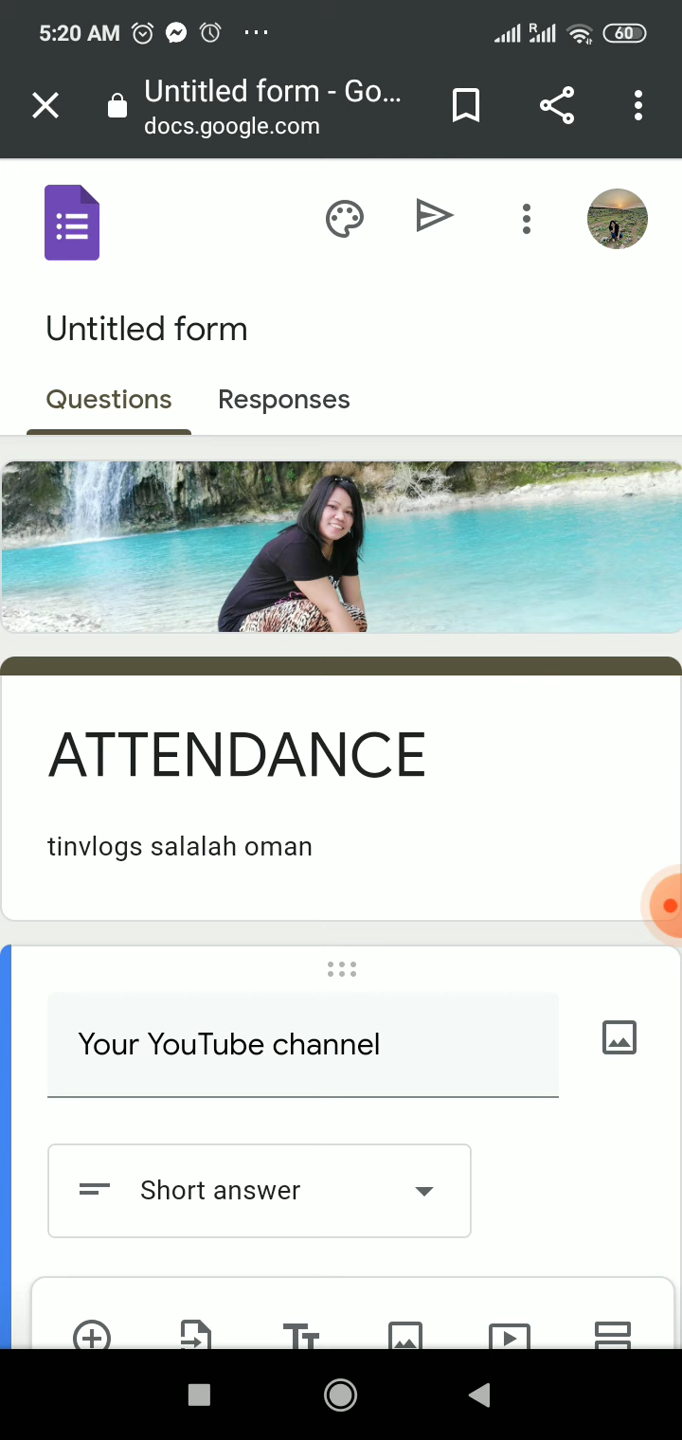 5:20 AM
R
60
Untitled form - Go...
docs.google.com
Untitled form
Questions
Responses
ATTENDANCE
tinvlogs salalah oman
Your YouTube channel
Short answer
Tт